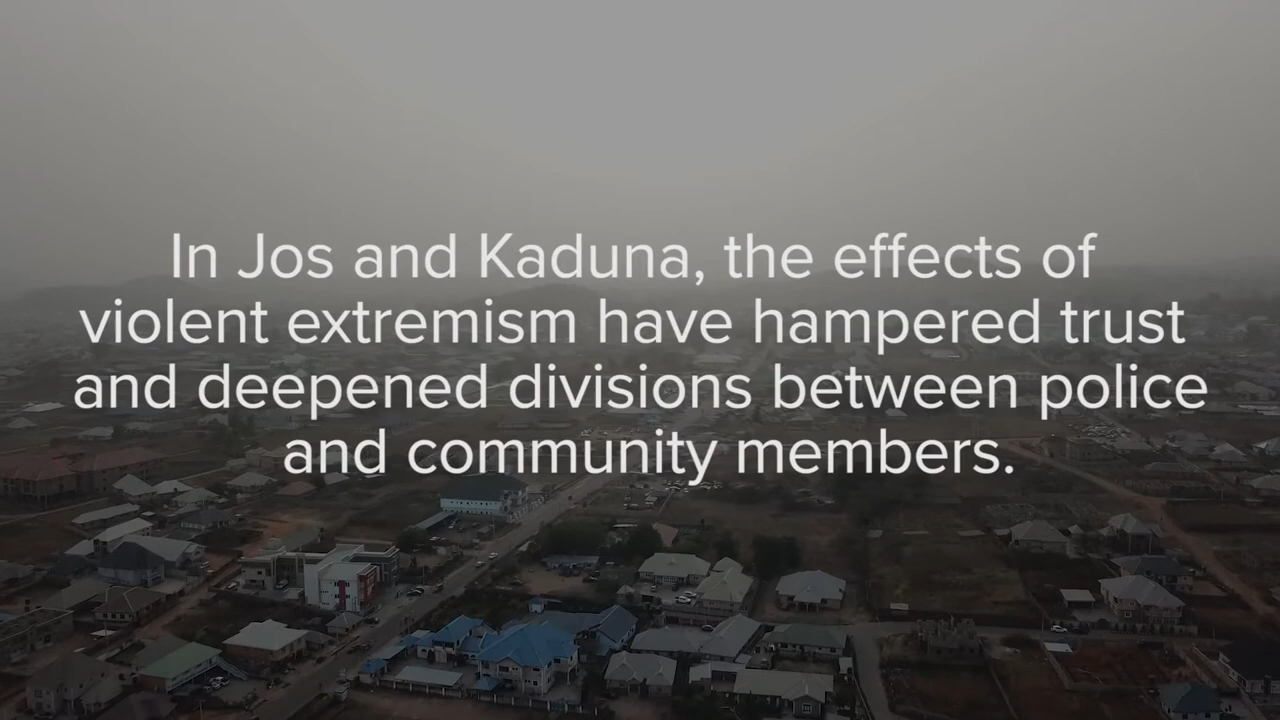 In Jos and Kaduna, the effects of
violent extremism have hampered trust
and deepened divisions between police
and community members.